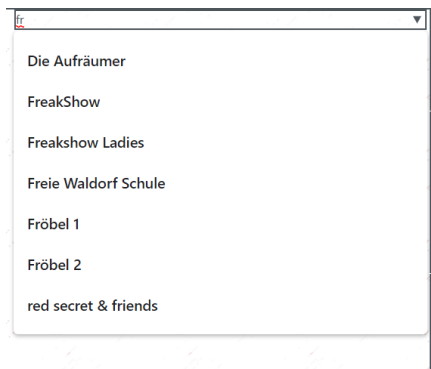 fr
Die Aufräumer
FreakShow
Freakshow Ladies
Freie Waldorf Schule
Fröbel 1
Fröbel 2
red secret & friends